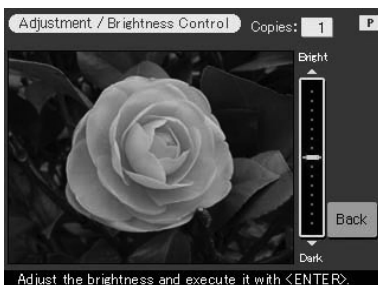 Adjustment / Brightness Control
Copies: 1
P
Bright
Back
Dark
Adjust the brightness and execute it with <ENTER>.